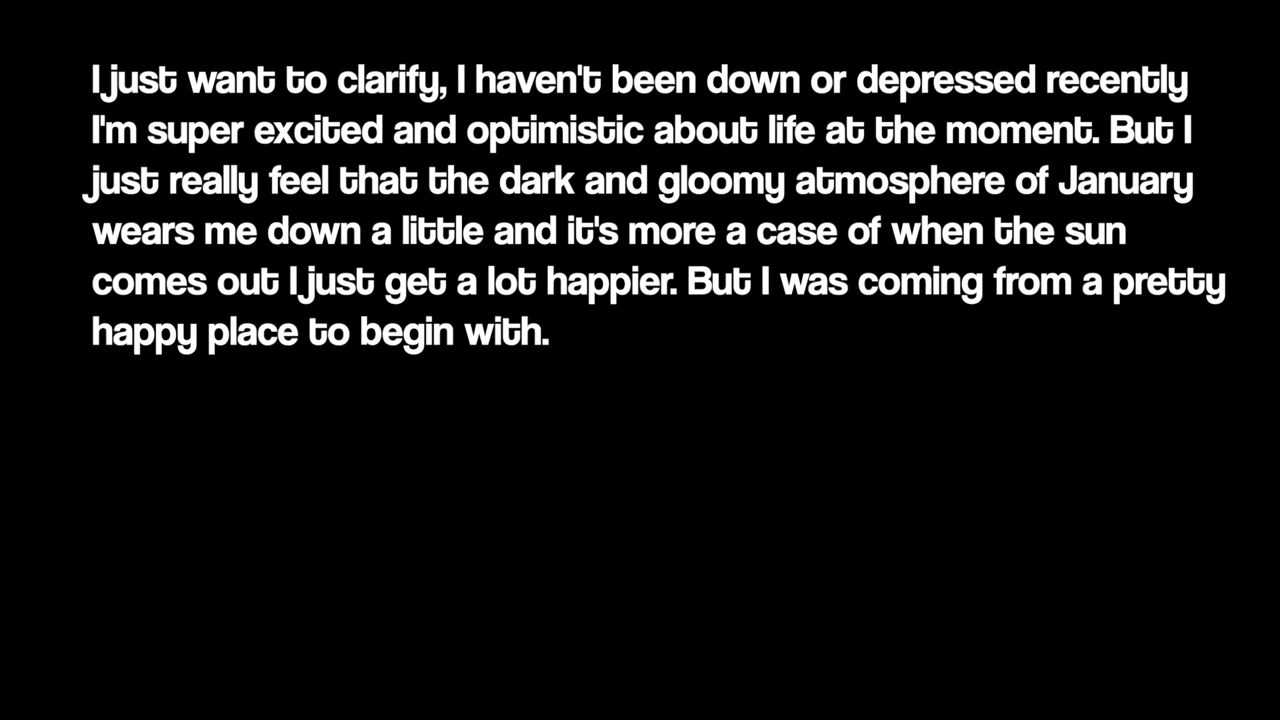 I just want to clarify, I haven't been down or depressed recently
I'm super excited and optimistic about life at the moment. But I
just really feel that the dark and gloomy atmosphere of January
wears me down a little and it's more a case of when the sun
comes out I just get a lot happier. But I was coming from a pretty
happy place to begin with.